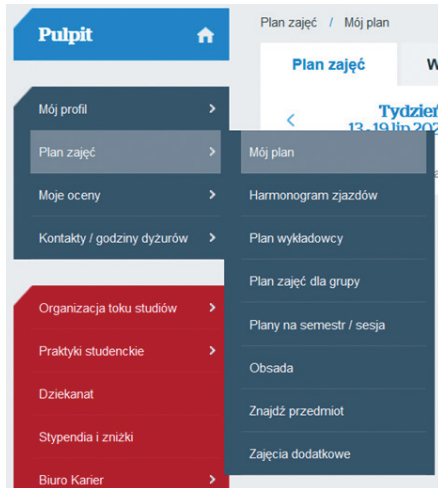 Pulpit
Plan zajęć / Mój plan
Plan zajęć
Tydzień
Mój profil
Plan zajęć
Moje oceny
Kontakty / godziny dyżurów
Mój plan
Harmonogram zjazdów
Plan wykładowcy
Plan zajęć dla grupy
Plany na semestr / sesja
Obsada
Znajdź przedmiot
Zajęcia dodatkowe
Organizacja toku studiów
Praktyki studenckie
Dziekanat
Stypendia i zniżki
Biuro Karier